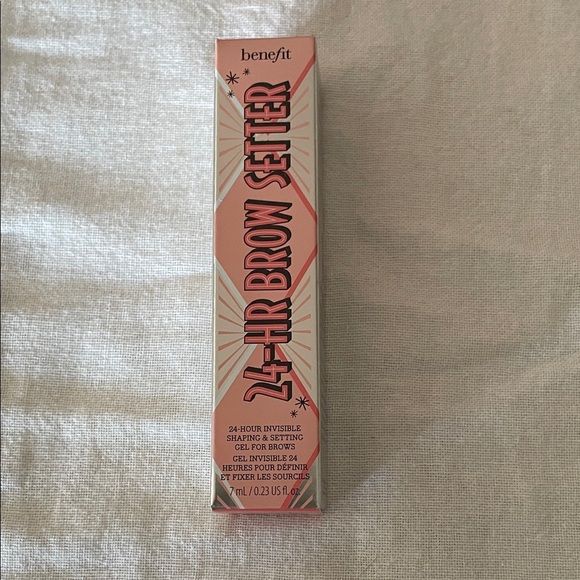 benefit
24-HR BROW SETTER
24-HOUR INVISIBLE
SHAPING & SETTING
GEL FOR BROWS
GEL INVISIBLE 24
HEURES POUR DÉFINIR
ET FIXER LES SOURCILS
7 mL / 0.23 US fl. oz.